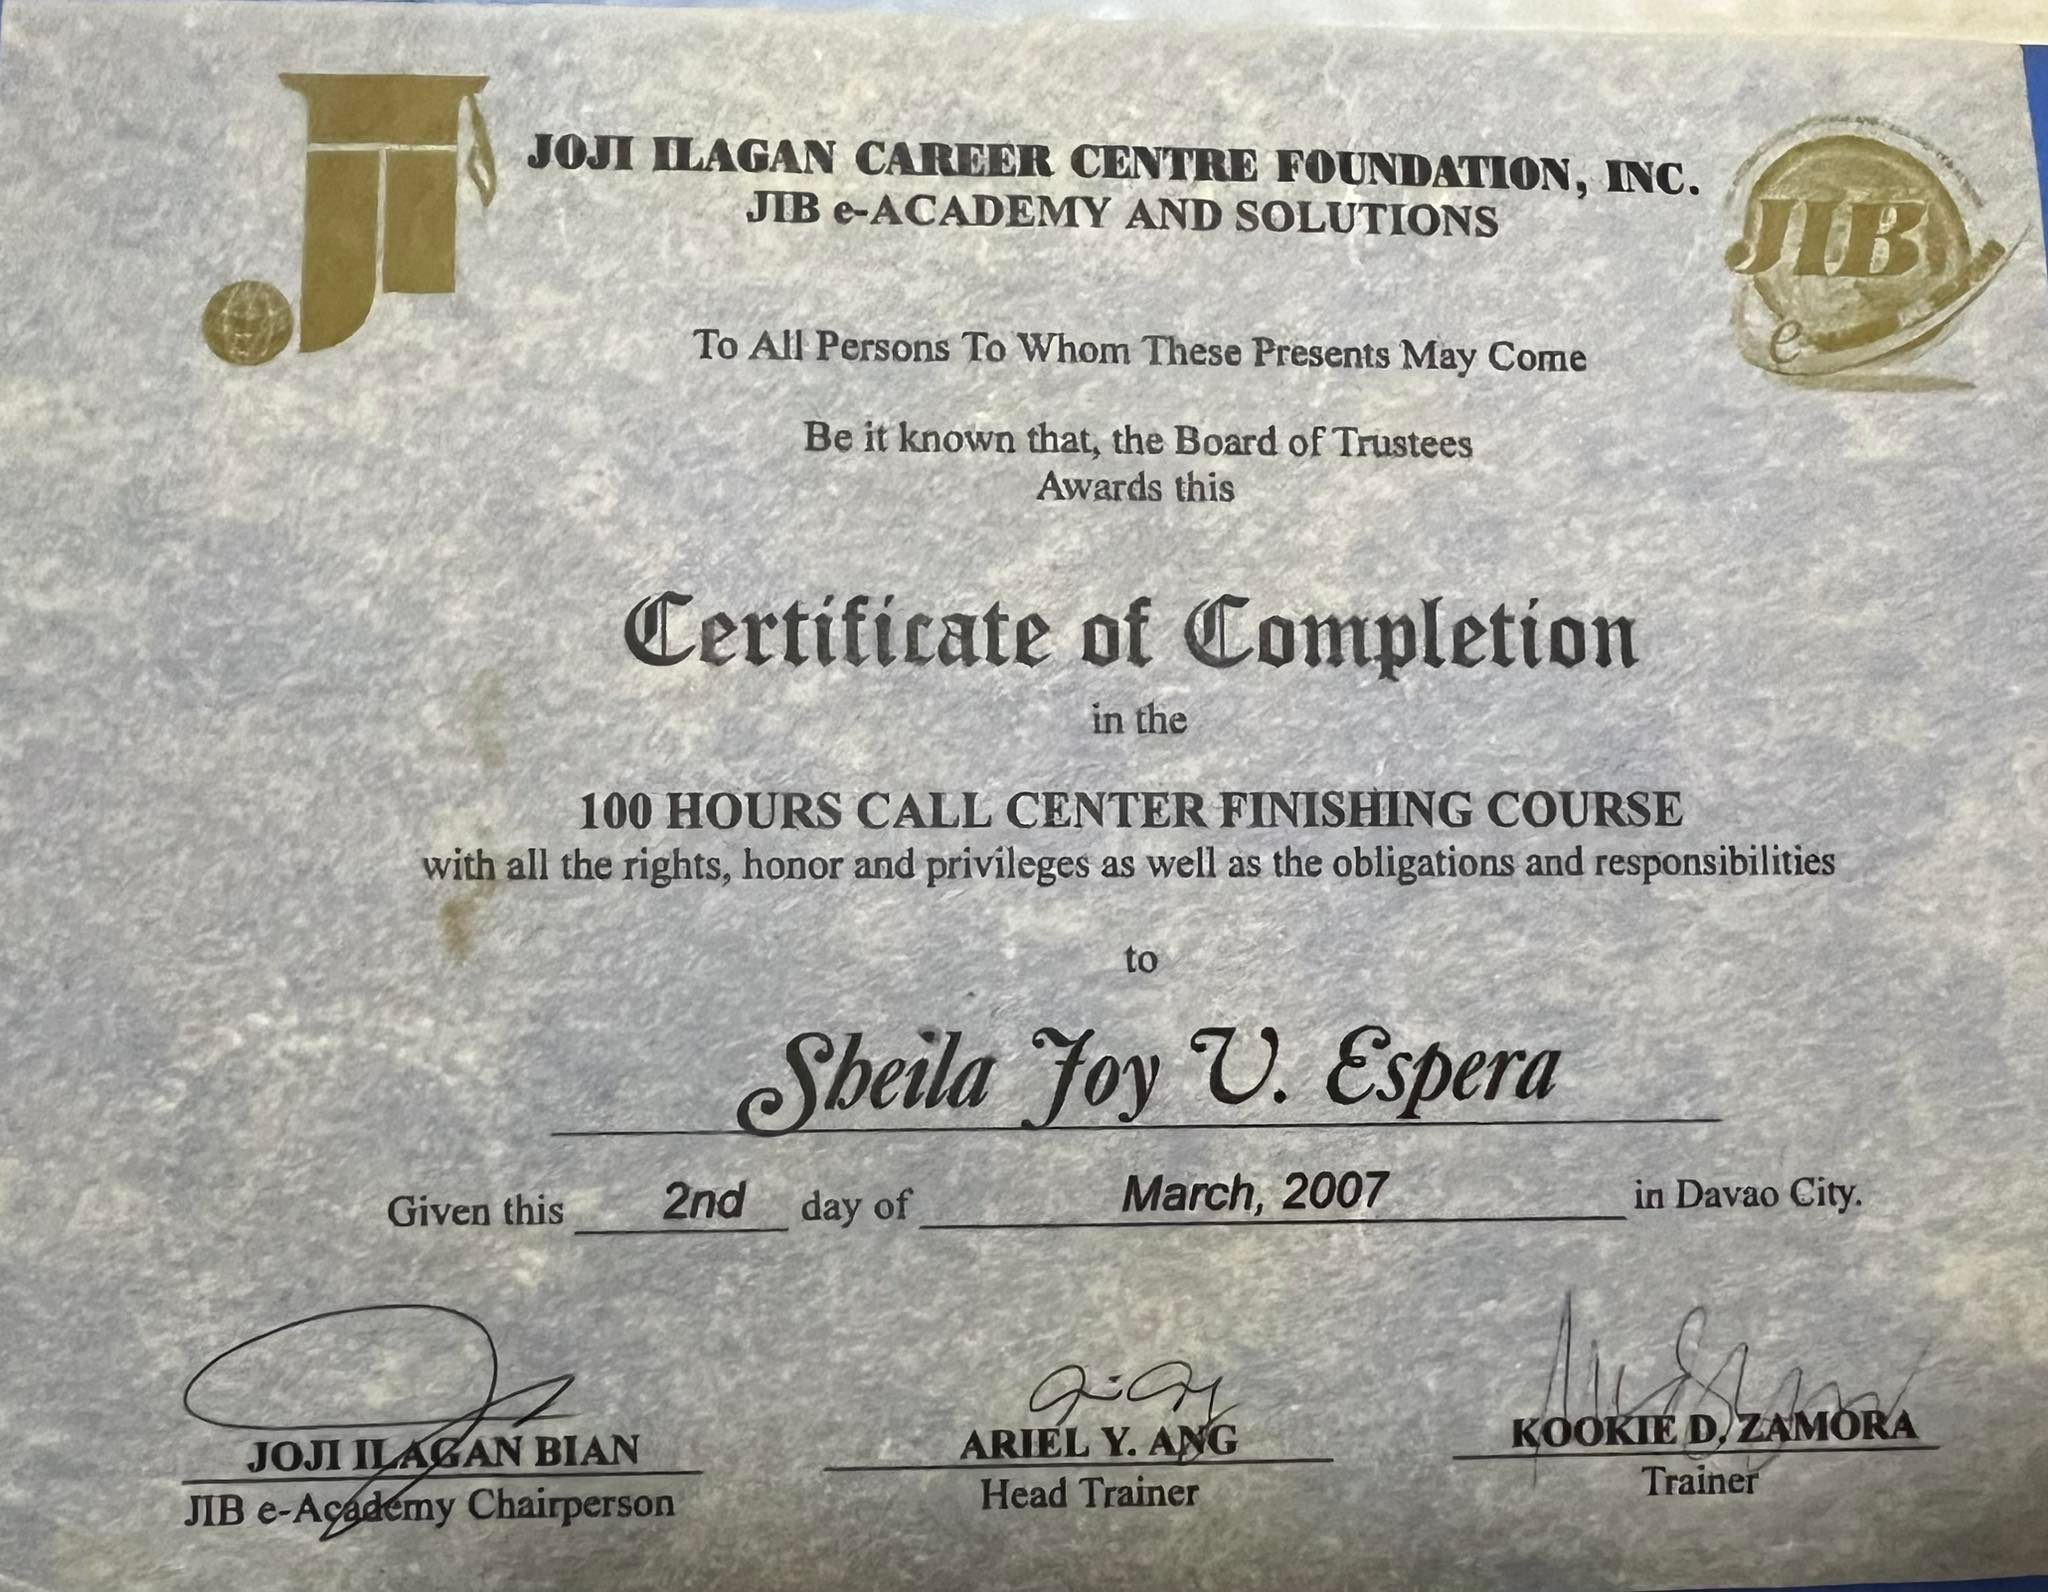 JOJI ILAGAN CAREER CENTRE FOUNDATION, INC.
JIB e-ACADEMY AND SOLUTIONS
JI
JIB
e
To All Persons To Whom These Presents May Come
Be it known that, the Board of Trustees
Awards this
Certificate of Completion
in the
100 HOURS CALL CENTER FINISHING COURSE
with all the rights, honor and privileges as well as the obligations and responsibilities
to
Sheila Joy V. Espera
Given this 2nd day of March, 2007 in Davao City.
JOJI ILAGAN BIAN
JIB e-Academy Chairperson
ARIEL Y. ANG
Head Trainer
KOOKIE D. ZAMORA
Trainer